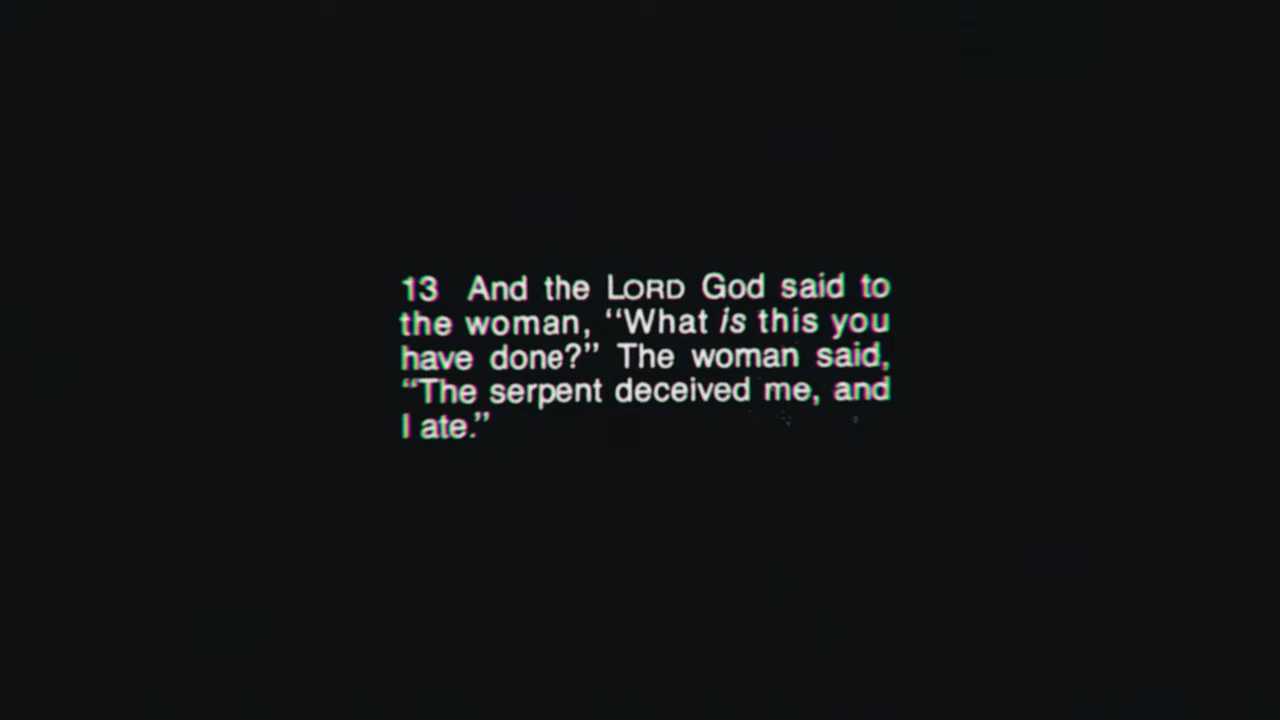 13 And the LORD God said to
the woman, “What is this you
have done?” The woman said,
“The serpent deceived me, and
I ate.”